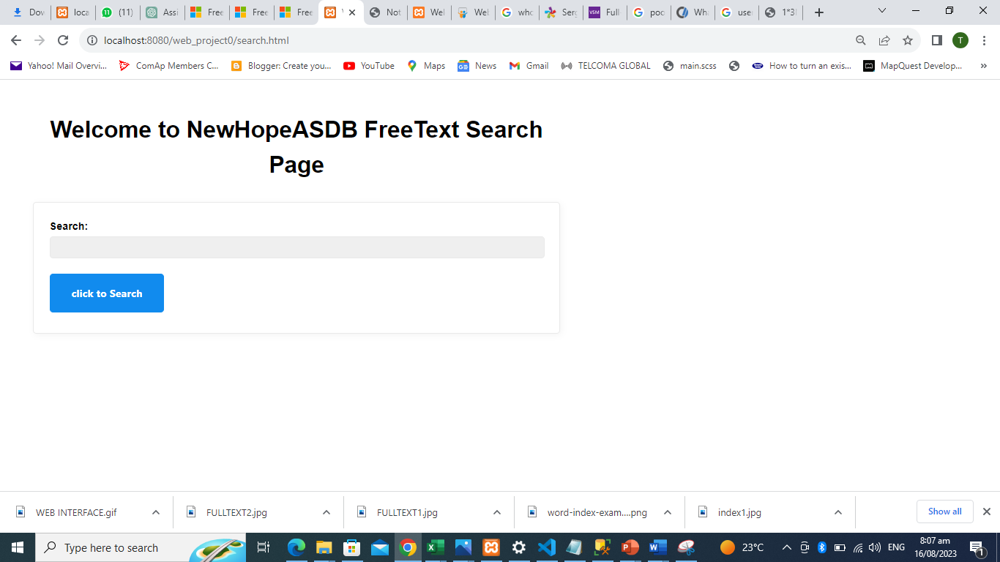 Dow
loca
(11)
Assi
Free
Free
Free
Not
Wel
Wel
who
Serg
Full
poo
Wha
use
1*3
localhost:8080/web_project0/search.html
T
Yahoo! Mail Overvi...
ComAp Members C...
Blogger: Create you...
YouTube
Maps
News
Gmail
TELCOMA GLOBAL
main.scss
How to turn an exis...
MapQuest Develop...
»
Welcome to NewHopeASDB FreeText Search
Page
Search:
click to Search
WEB INTERFACE.gif
FULLTEXT2.jpg
FULLTEXT1.jpg
word-index-exam....png
index1.jpg
Show all
Type here to search
23°C
ENG
8:07 am
16/08/2023
1